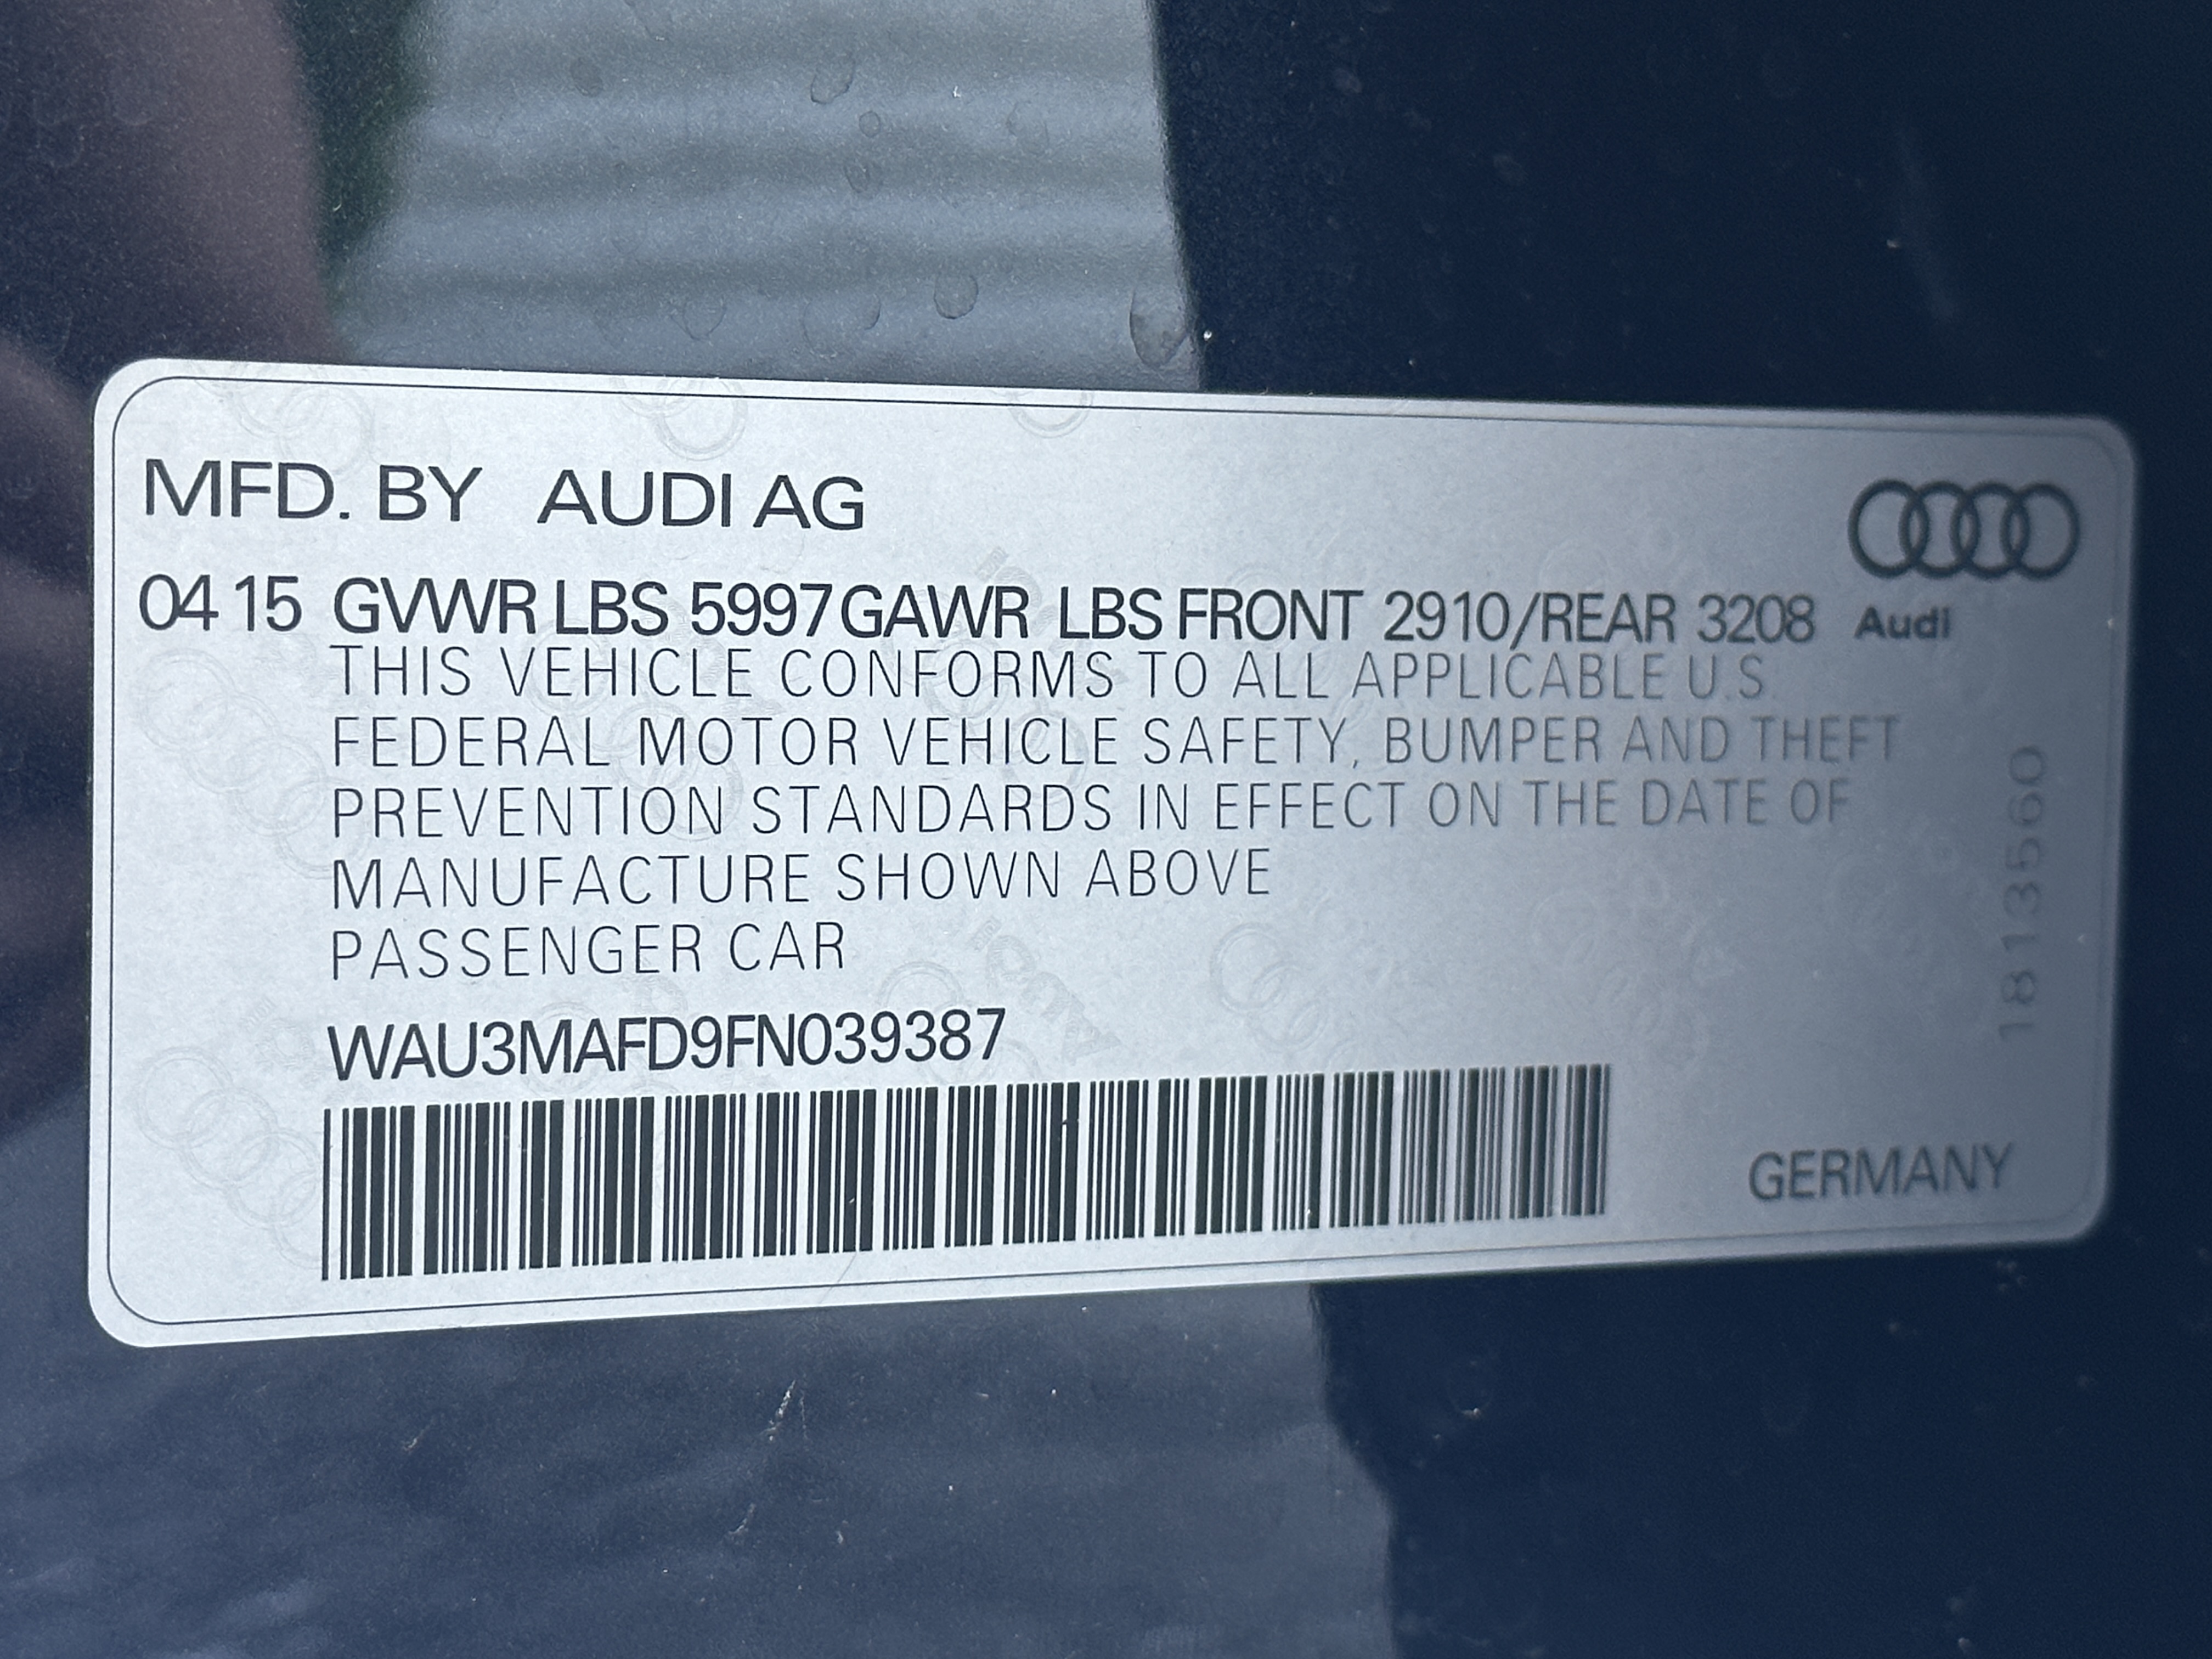 MFD. BY AUDI AG
04 15 GVWR LBS 5997 GAWR LBS FRONT 2910/REAR 3208
Audi
THIS VEHICLE CONFORMS TO ALL APPLICABLE U.S.
FEDERAL MOTOR VEHICLE SAFETY, BUMPER AND THEFT
PREVENTION STANDARDS IN EFFECT ON THE DATE OF
MANUFACTURE SHOWN ABOVE
PASSENGER CAR
WAU3MAFD9FN039387
GERMANY
1813560